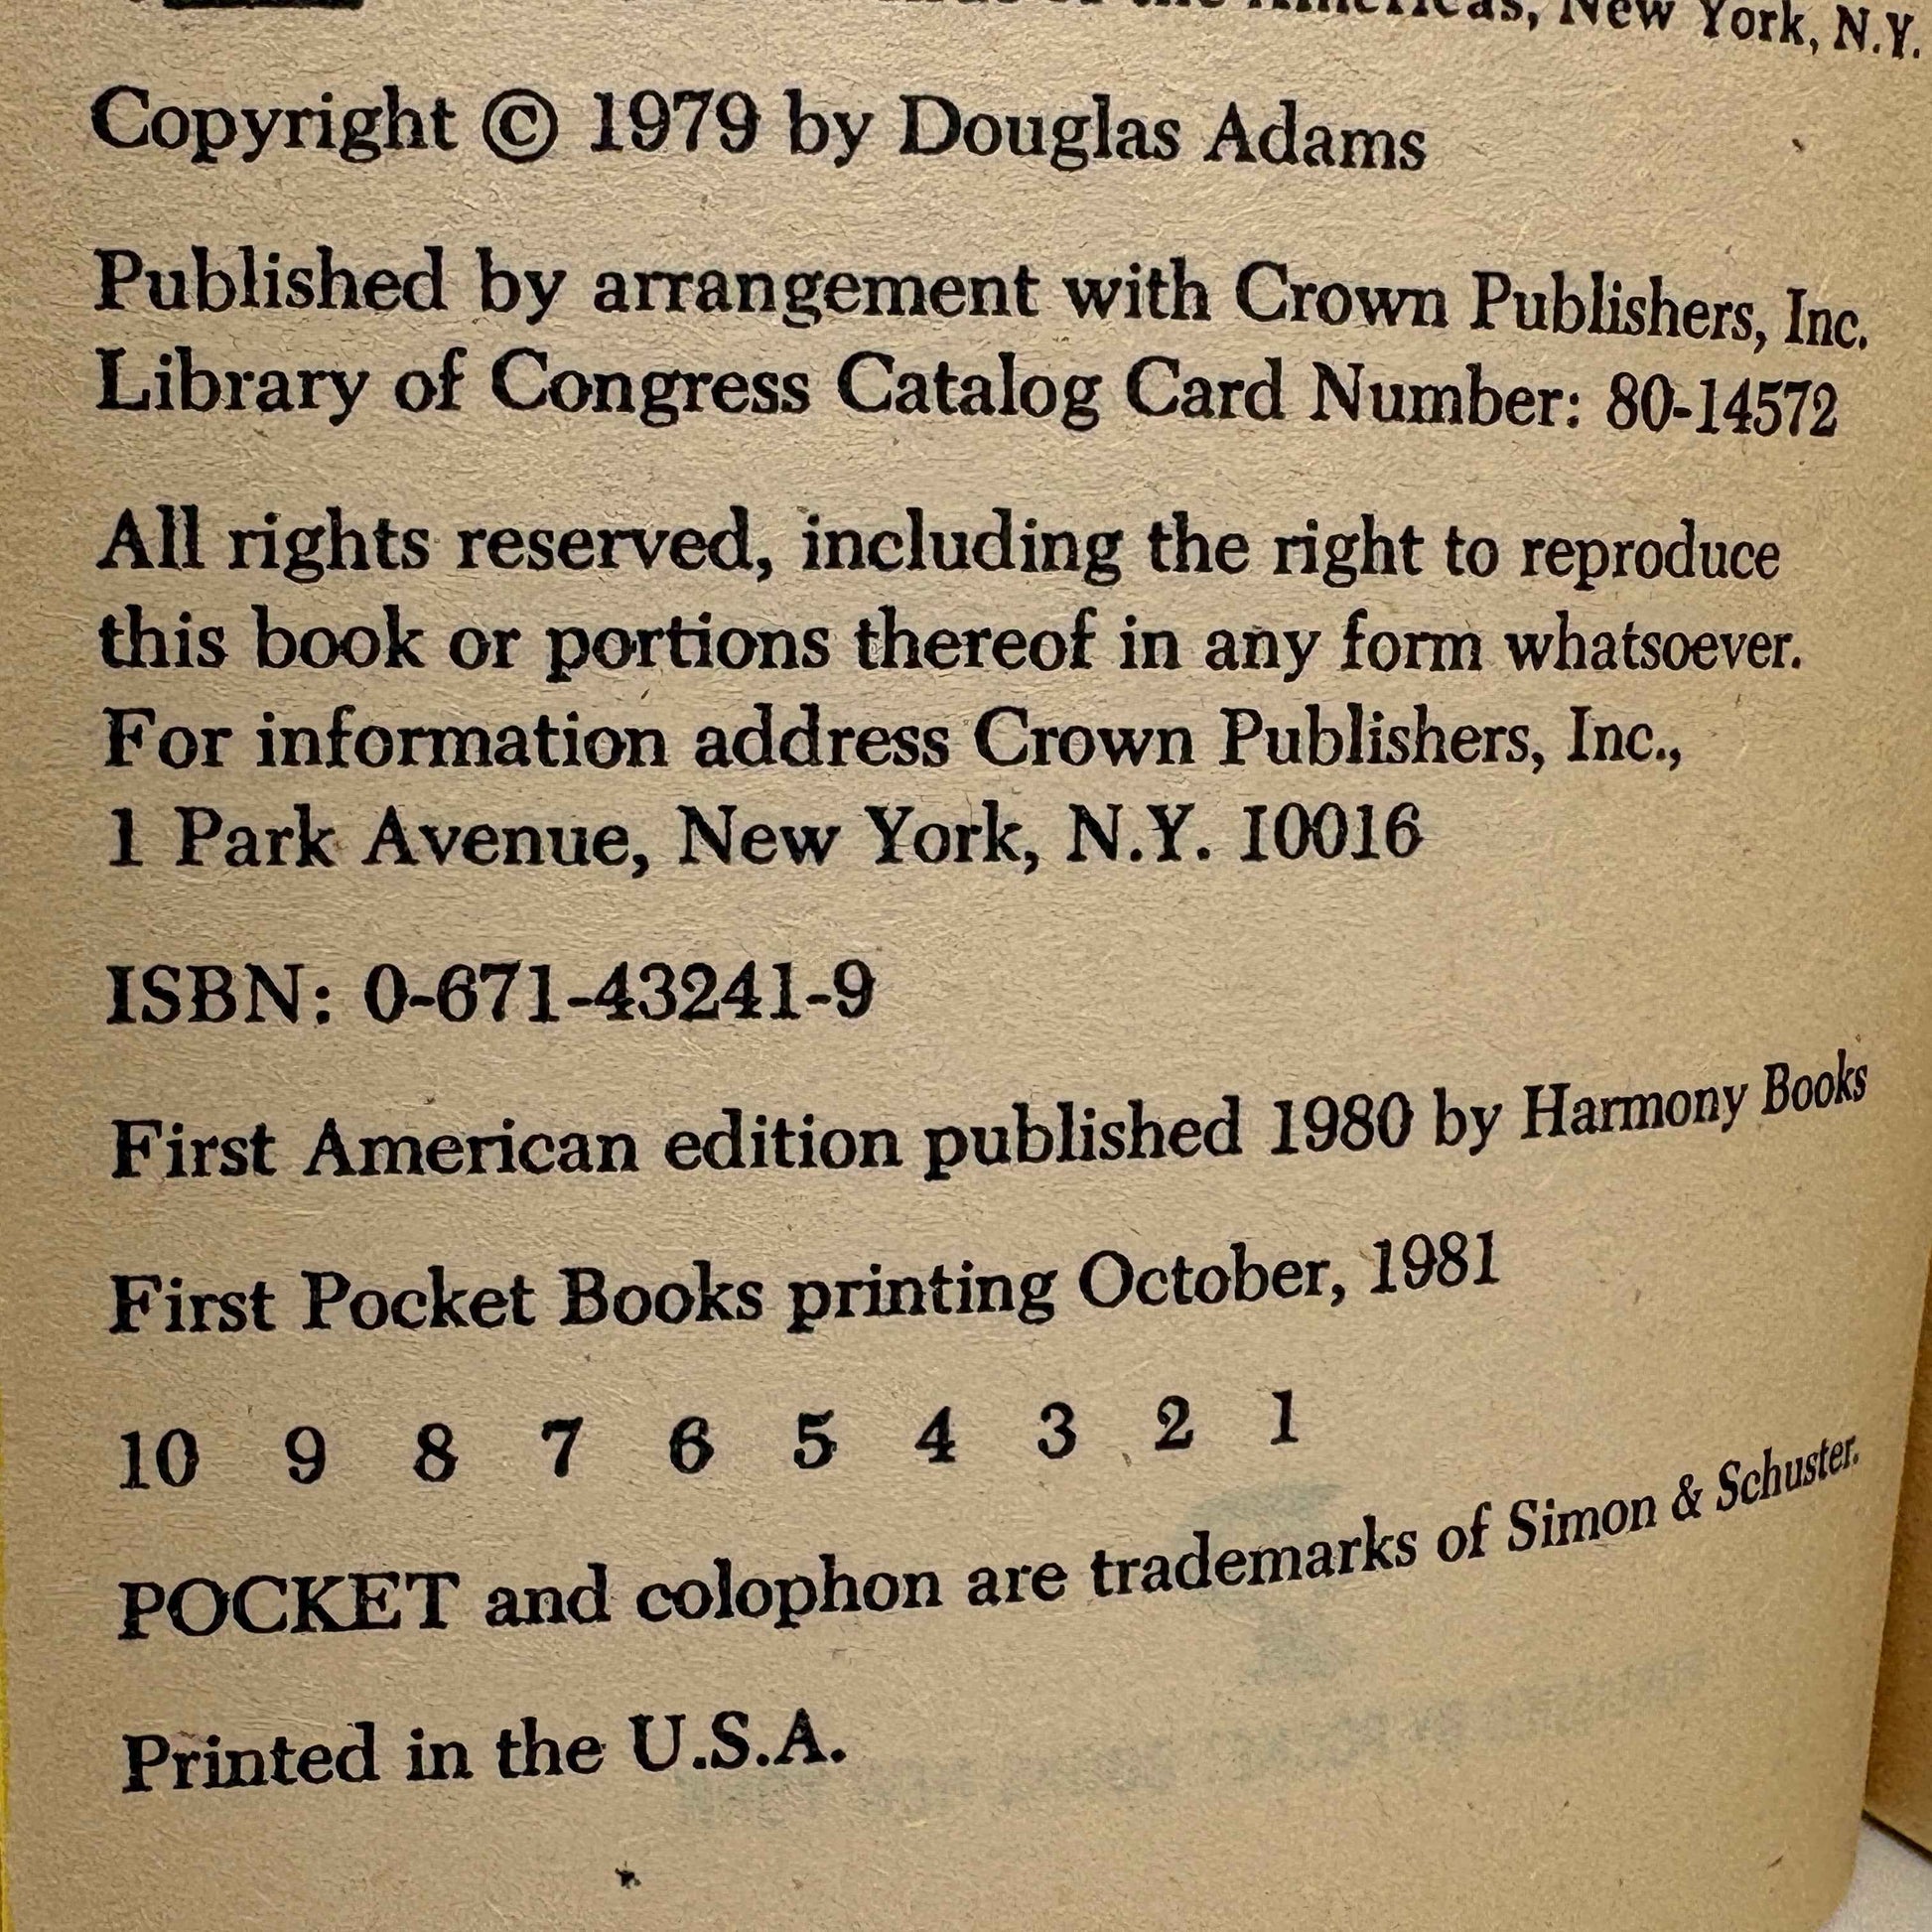 of the Americas, New York, N.Y.
Copyright © 1979 by Douglas Adams
Published by arrangement with Crown Publishers, Inc.
Library of Congress Catalog Card Number: 80-14572
All rights reserved, including the right to reproduce
this book or portions thereof in any form whatsoever.
For information address Crown Publishers, Inc.,
1 Park Avenue, New York, N.Y. 10016
ISBN: 0-671-43241-9
First American edition published 1980 by Harmony Books
First Pocket Books printing October, 1981
10 9 8 7 6 5 4 3 2 1
POCKET and colophon are trademarks of Simon & Schuster.
Printed in the U.S.A.